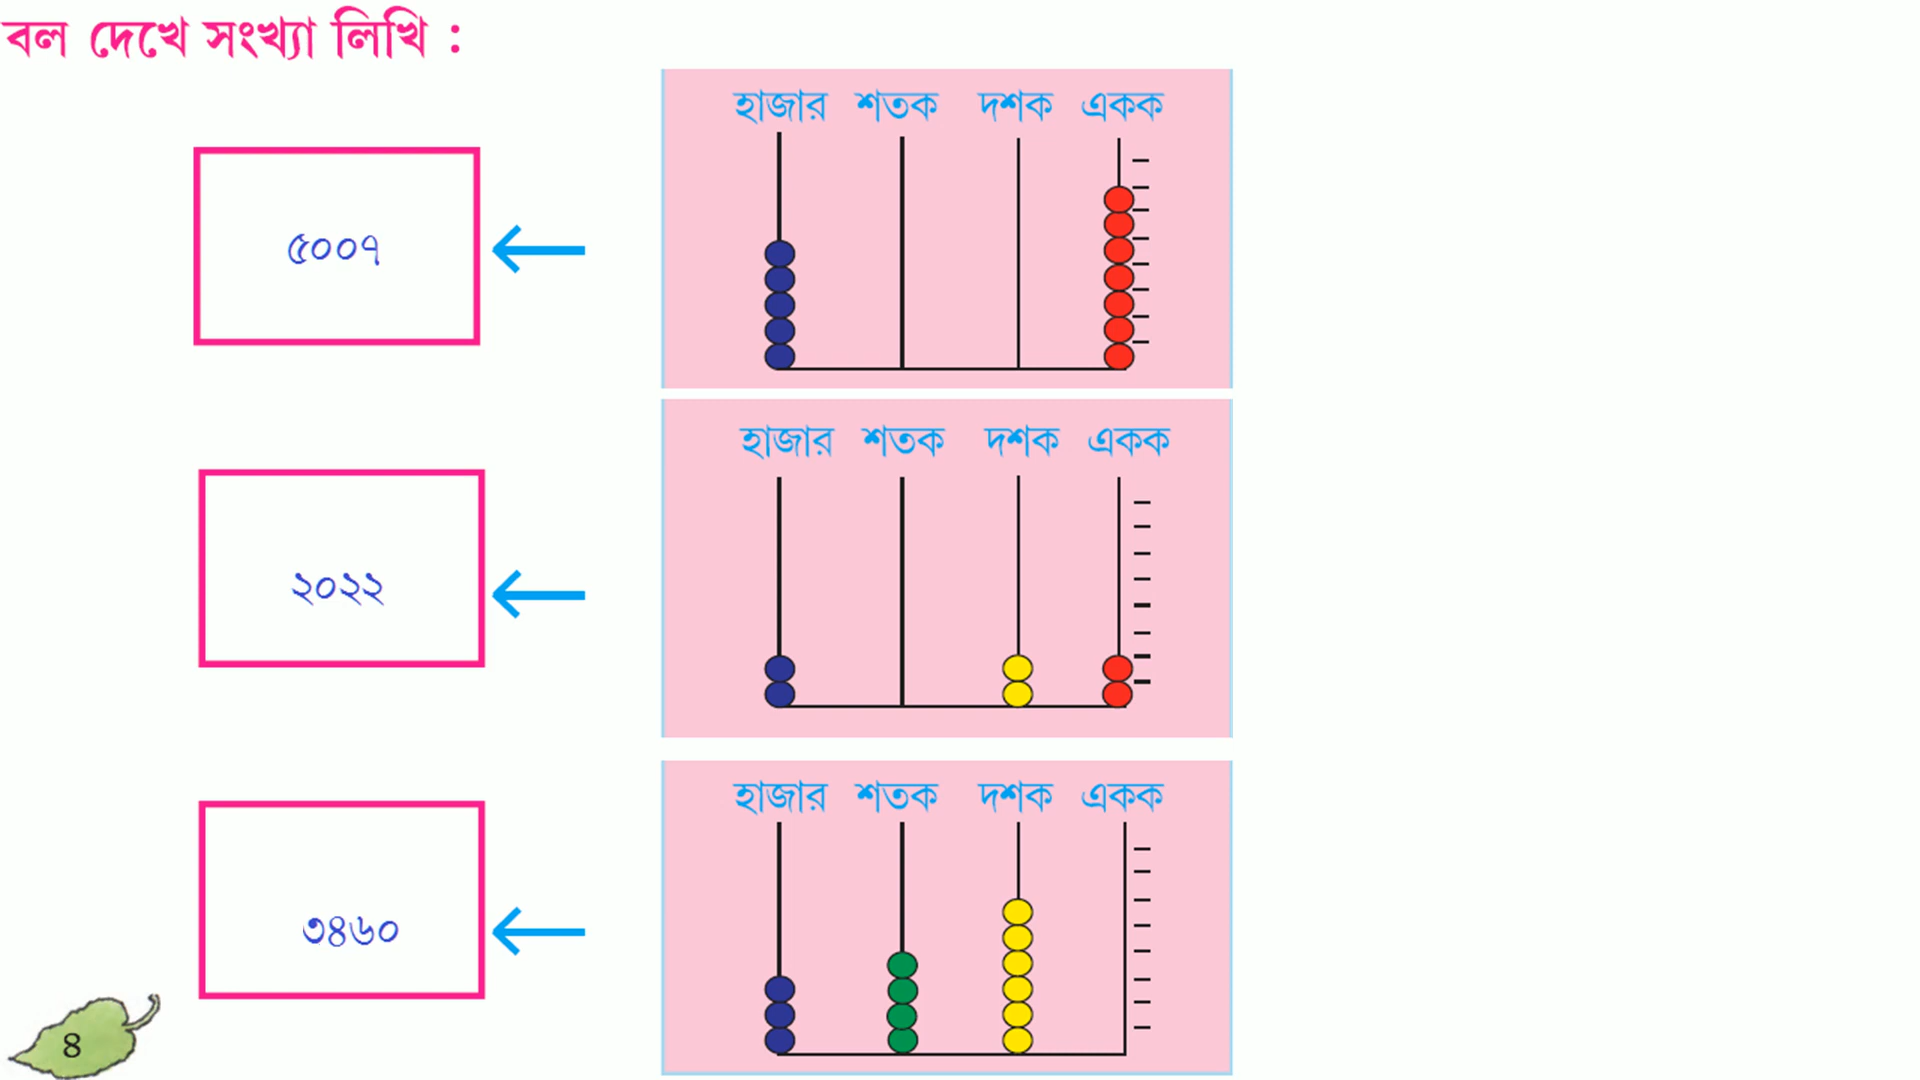 বল দেখে সংখ্যা লিখি :
হাজার শতক দশক একক
৫০০৭
হাজার শতক দশক একক
২০২২
হাজার শতক দশক একক
৩৪৬০
৪